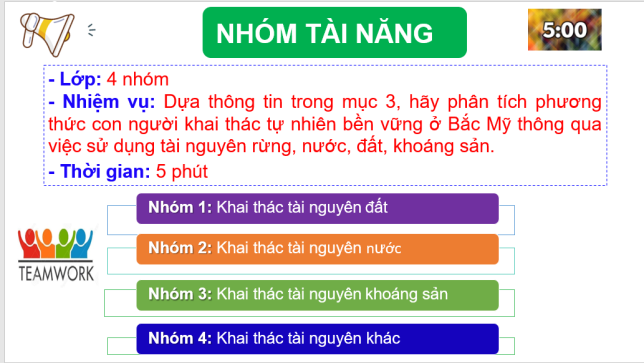 NHÓM TÀI NĂNG
5:00
- Lớp: 4 nhóm
- Nhiệm vụ: Dựa thông tin trong mục 3, hãy phân tích phương
thức con người khai thác tự nhiên bền vững ở Bắc Mỹ thông qua
việc sử dụng tài nguyên rừng, nước, đất, khoáng sản.
- Thời gian: 5 phút
Nhóm 1: Khai thác tài nguyên đất
Nhóm 2: Khai thác tài nguyên nước
Nhóm 3: Khai thác tài nguyên khoáng sản
Nhóm 4: Khai thác tài nguyên khác
TEAMWORK